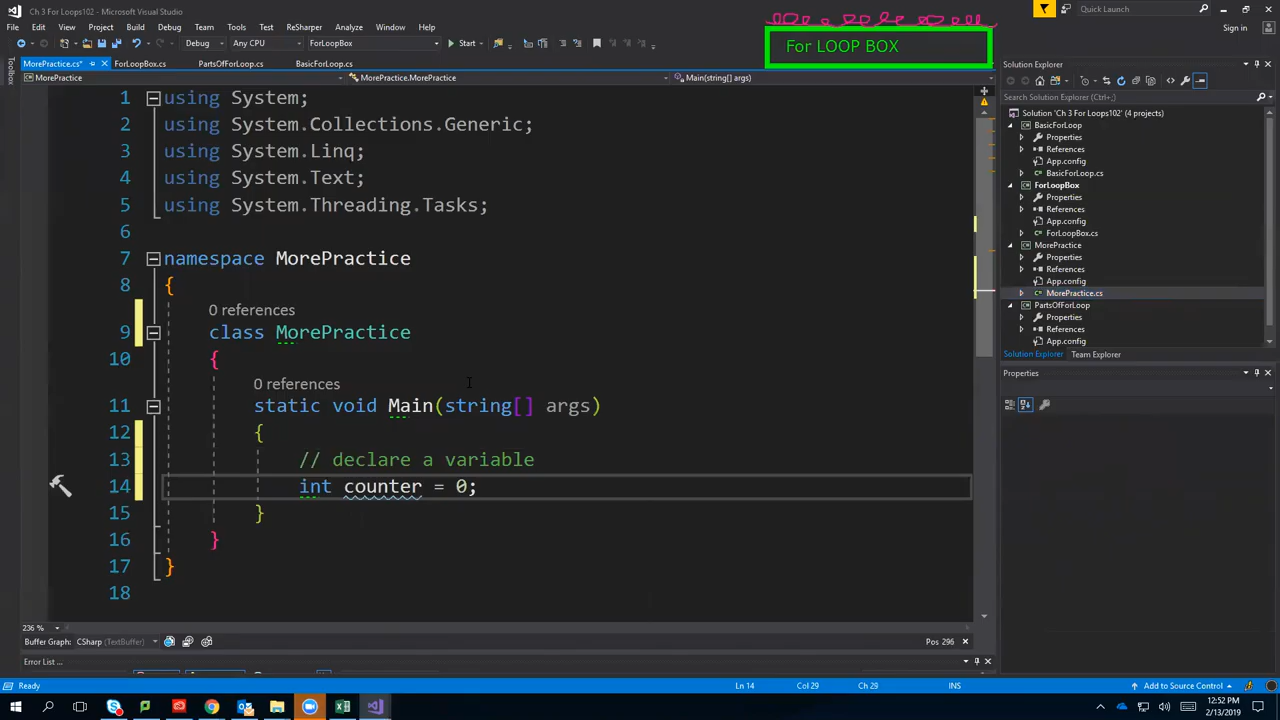 Ch 3 For Loops102 - Microsoft Visual Studio
Quick Launch
File Edit View Project Build Debug Team Tools Test ReSharper Analyze Window Help
Sign in
Debug Any CPU ForLoopBox Start
For LOOP BOX
Toolbox
MorePractice.cs* ForLoopBox.cs PartsOfForLoop.cs BasicForLoop.cs
MorePractice MorePractice.MorePractice Main(string[] args)
1 using System;
2 using System.Collections.Generic;
3 using System.Linq;
4 using System.Text;
5 using System.Threading.Tasks;
6
7 namespace MorePractice
8 {
0 references
9 class MorePractice
10 {
0 references
11 static void Main(string[] args)
12 {
13 // declare a variable
14 int counter = 0;
15 }
16 }
17 }
18
236 %
Buffer Graph: CSharp (TextBuffer) Pos 296
Error List ...
Solution Explorer
Search Solution Explorer (Ctrl+;)
Solution 'Ch 3 For Loops102' (4 projects)
BasicForLoop
Properties
References
App.config
BasicForLoop.cs
ForLoopBox
Properties
References
App.config
ForLoopBox.cs
MorePractice
Properties
References
App.config
MorePractice.cs
PartsOfForLoop
Properties
References
App.config
Solution Explorer Team Explorer
Properties
Ready Ln 14 Col 29 Ch 29 INS Add to Source Control
12:52 PM
2/13/2019